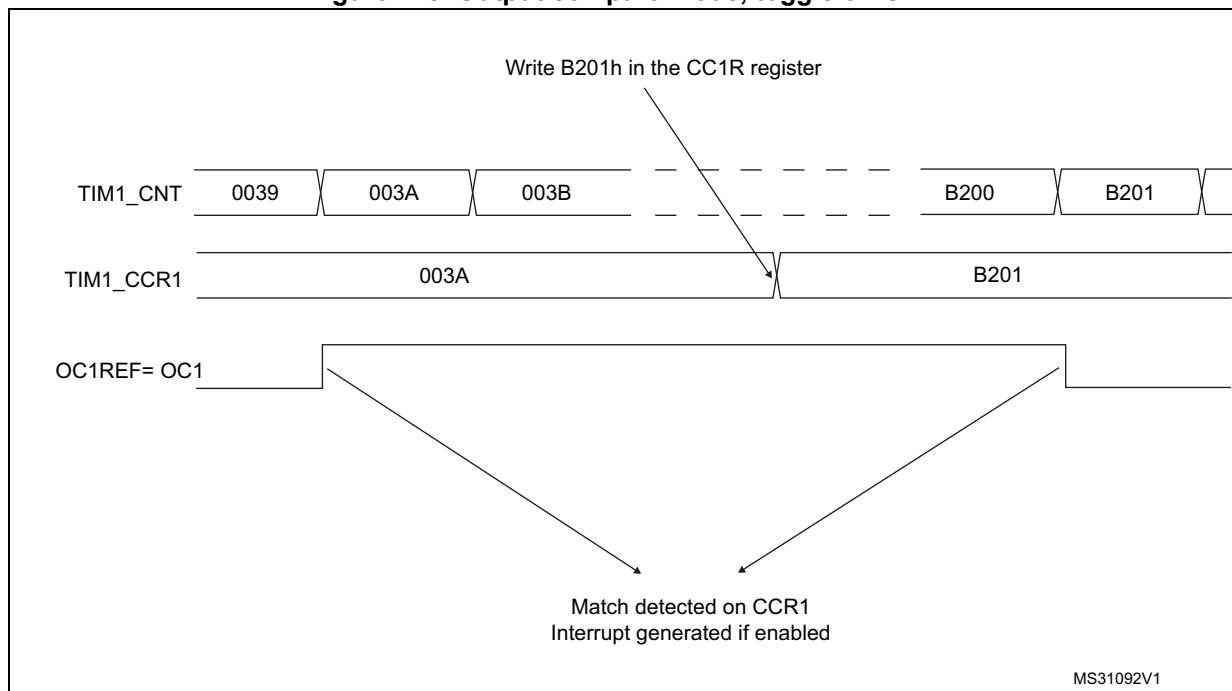 Write B201h in the CC1R register
TIM1_CNT 0039 003A 003B B200 B201
TIM1_CCR1 003A B201
OC1REF= OC1
Match detected on CCR1
Interrupt generated if enabled
MS31092V1